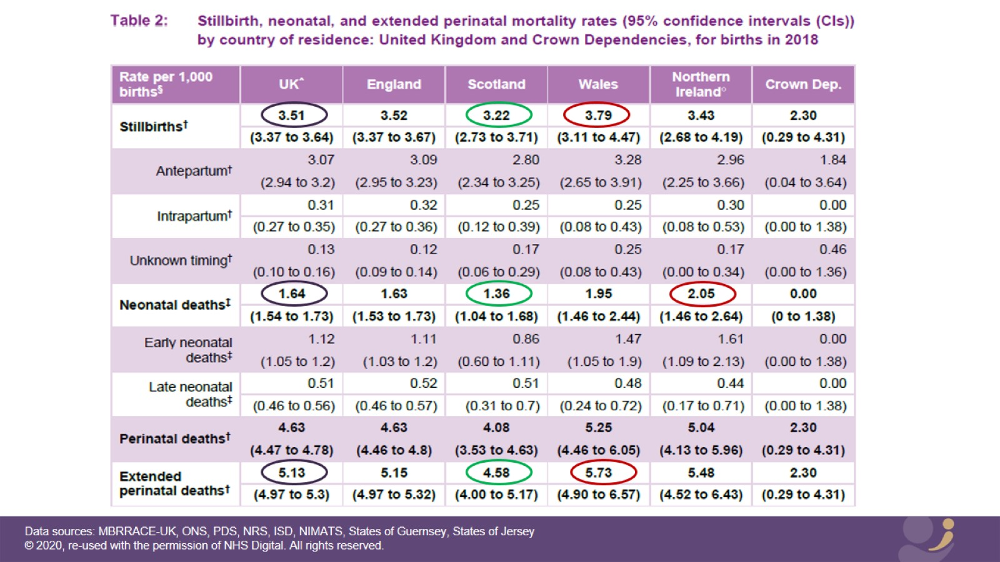 Table 2: Stillbirth, neonatal, and extended perinatal mortality rates (95% confidence intervals (CIs))
by country of residence: United Kingdom and Crown Dependencies, for births in 2018
Rate per 1,000 births§ UK^ England Scotland Wales Northern Ireland° Crown Dep.
Stillbirths† 3.51 3.52 3.22 3.79 3.43 2.30
(3.37 to 3.64) (3.37 to 3.67) (2.73 to 3.71) (3.11 to 4.47) (2.68 to 4.19) (0.29 to 4.31)
Antepartum† 3.07 3.09 2.80 3.28 2.96 1.84
(2.94 to 3.2) (2.95 to 3.23) (2.34 to 3.25) (2.65 to 3.91) (2.25 to 3.66) (0.04 to 3.64)
Intrapartum† 0.31 0.32 0.25 0.25 0.30 0.00
(0.27 to 0.35) (0.27 to 0.36) (0.12 to 0.39) (0.08 to 0.43) (0.08 to 0.53) (0.00 to 1.38)
Unknown timing† 0.13 0.12 0.17 0.25 0.17 0.46
(0.10 to 0.16) (0.09 to 0.14) (0.06 to 0.29) (0.08 to 0.43) (0.00 to 0.34) (0.00 to 1.36)
Neonatal deaths‡ 1.64 1.63 1.36 1.95 2.05 0.00
(1.54 to 1.73) (1.53 to 1.73) (1.04 to 1.68) (1.46 to 2.44) (1.46 to 2.64) (0 to 1.38)
Early neonatal deaths‡ 1.12 1.11 0.86 1.47 1.61 0.00
(1.05 to 1.2) (1.03 to 1.2) (0.60 to 1.11) (1.05 to 1.9) (1.09 to 2.13) (0.00 to 1.38)
Late neonatal deaths‡ 0.51 0.52 0.51 0.48 0.44 0.00
(0.46 to 0.56) (0.46 to 0.57) (0.31 to 0.7) (0.24 to 0.72) (0.17 to 0.71) (0.00 to 1.38)
Perinatal deaths† 4.63 4.63 4.08 5.25 5.04 2.30
(4.47 to 4.78) (4.46 to 4.8) (3.53 to 4.63) (4.46 to 6.05) (4.13 to 5.96) (0.29 to 4.31)
Extended perinatal deaths† 5.13 5.15 4.58 5.73 5.48 2.30
(4.97 to 5.3) (4.97 to 5.32) (4.00 to 5.17) (4.90 to 6.57) (4.52 to 6.43) (0.29 to 4.31)
Data sources: MBRRACE-UK, ONS, PDS, NRS, ISD, NIMATS, States of Guernsey, States of Jersey
© 2020, re-used with the permission of NHS Digital. All rights reserved.